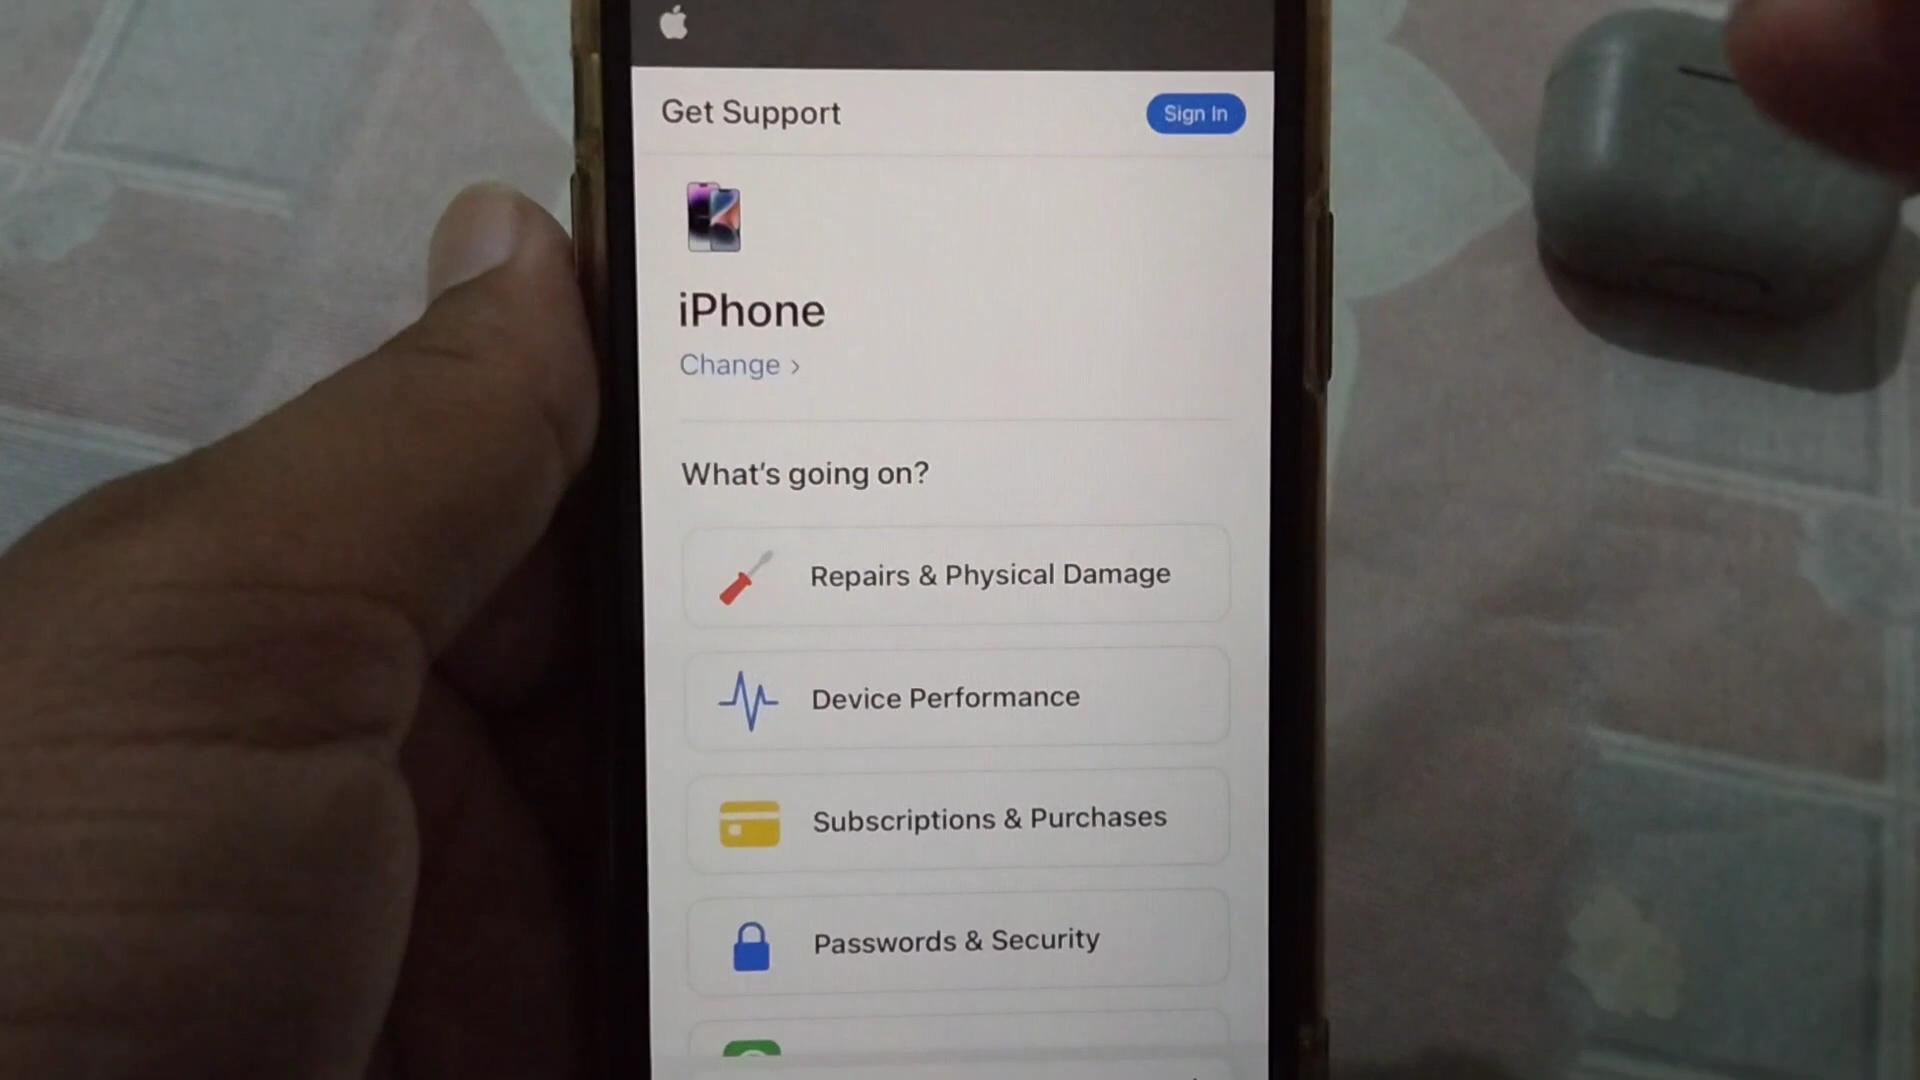 Get Support
Sign In
iPhone
Change >
What's going on?
Repairs & Physical Damage
Device Performance
Subscriptions & Purchases
Passwords & Security